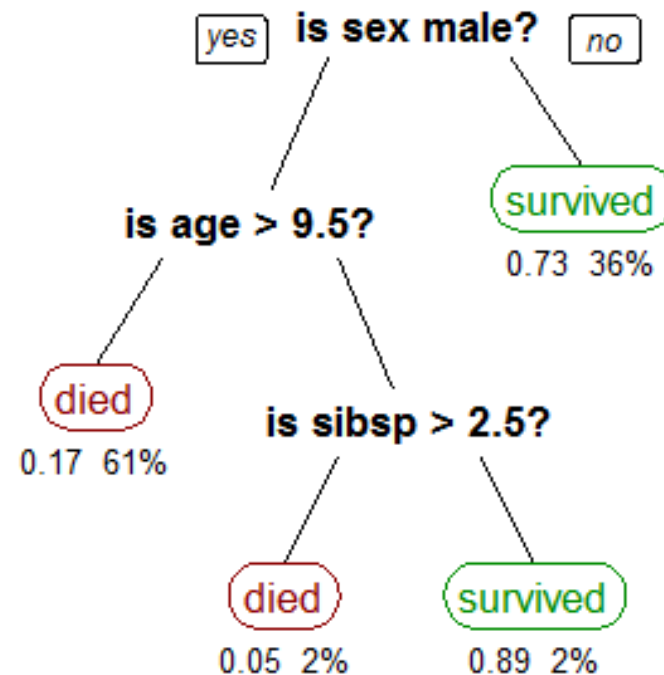 yes is sex male? no
survived
0.73 36%
is age > 9.5?
died
0.17 61%
is sibsp > 2.5?
died survived
0.05 2% 0.89 2%